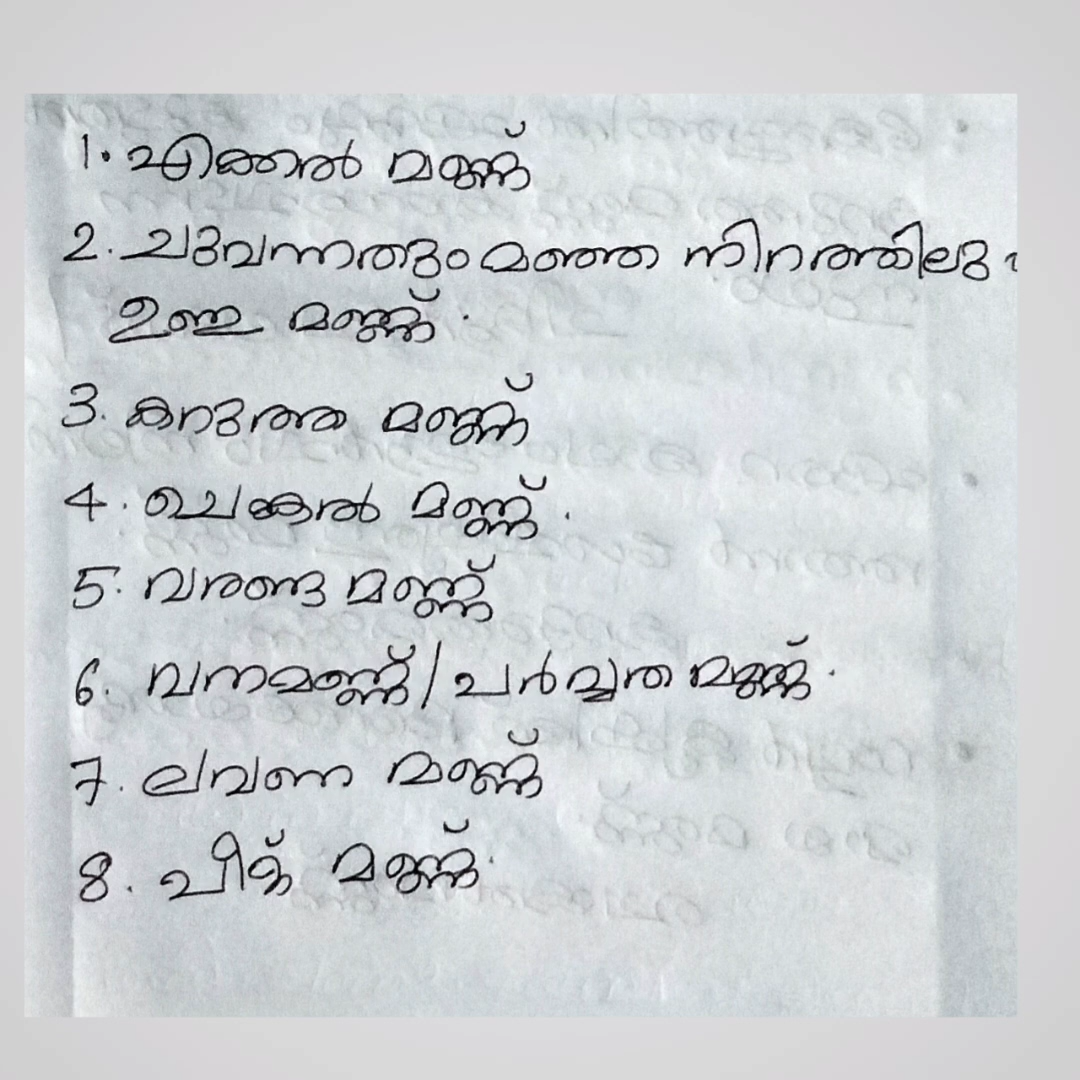 1. എക്കൽ മണ്ണ്
2. ചുവന്നതും മഞ്ഞ നിറത്തിലു
ഉള്ള മണ്ണ്.
3. കറുത്ത മണ്ണ്
4. ചെങ്കൽ മണ്ണ്.
5. വരണ്ട മണ്ണ്
6. വനമണ്ണ്/പർവ്വത മണ്ണ്.
7. ലവണ മണ്ണ്
8. പീറ്റ് മണ്ണ്.